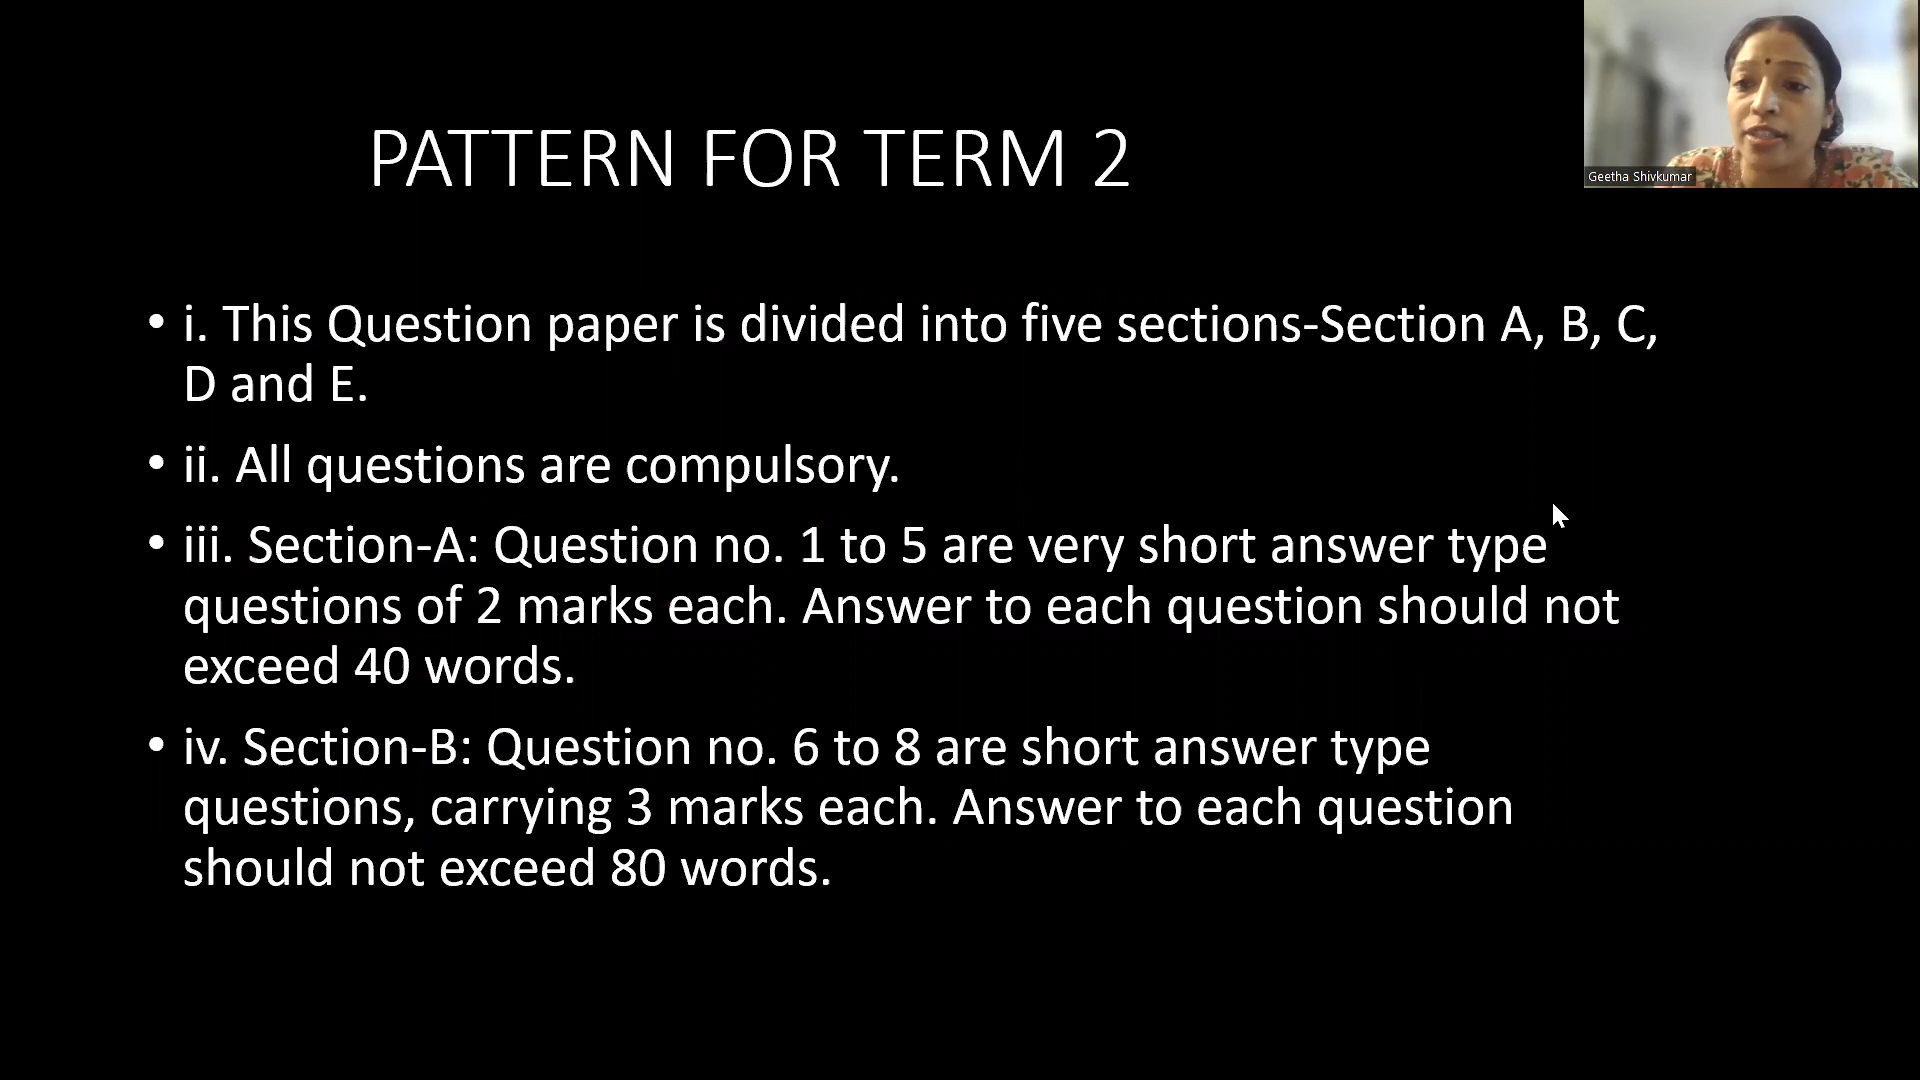 PATTERN FOR TERM 2
Geetha Shivkumar
• i. This Question paper is divided into five sections-Section A, B, C,
D and E.
• ii. All questions are compulsory.
• iii. Section-A: Question no. 1 to 5 are very short answer type
questions of 2 marks each. Answer to each question should not
exceed 40 words.
• iv. Section-B: Question no. 6 to 8 are short answer type
questions, carrying 3 marks each. Answer to each question
should not exceed 80 words.